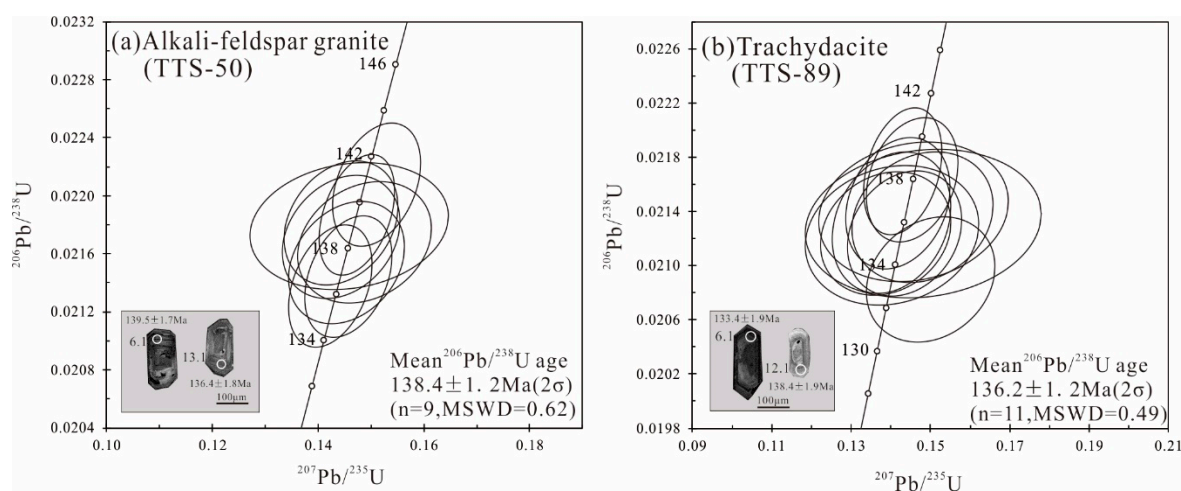 (a) Alkali-feldspar granite
(TTS-50)
0.0232
0.0228
0.0224
0.0220
0.0216
0.0212
0.0208
0.0204
²⁰⁶Pb/²³⁸U
146
142
138
134
139.5±1.7Ma
6.1
13.1
136.4±1.8Ma
100μm
Mean²⁰⁶Pb/²³⁸U age
138.4±1. 2Ma(2σ)
(n=9,MSWD=0.62)
0.10
0.12
0.14
0.16
0.18
²⁰⁷Pb/²³⁵U
(b) Trachydacite
(TTS-89)
0.0226
0.0222
0.0218
0.0214
0.0210
0.0206
0.0202
0.0198
²⁰⁶Pb/²³⁸U
142
138
134
130
133.4±1.9Ma
6.1
12.1
138.4±1.9Ma
100μm
Mean²⁰⁶Pb/²³⁸U age
136.2±1. 2Ma(2σ)
(n=11,MSWD=0.49)
0.09
0.11
0.13
0.15
0.17
0.19
0.21
²⁰⁷Pb/²³⁵U